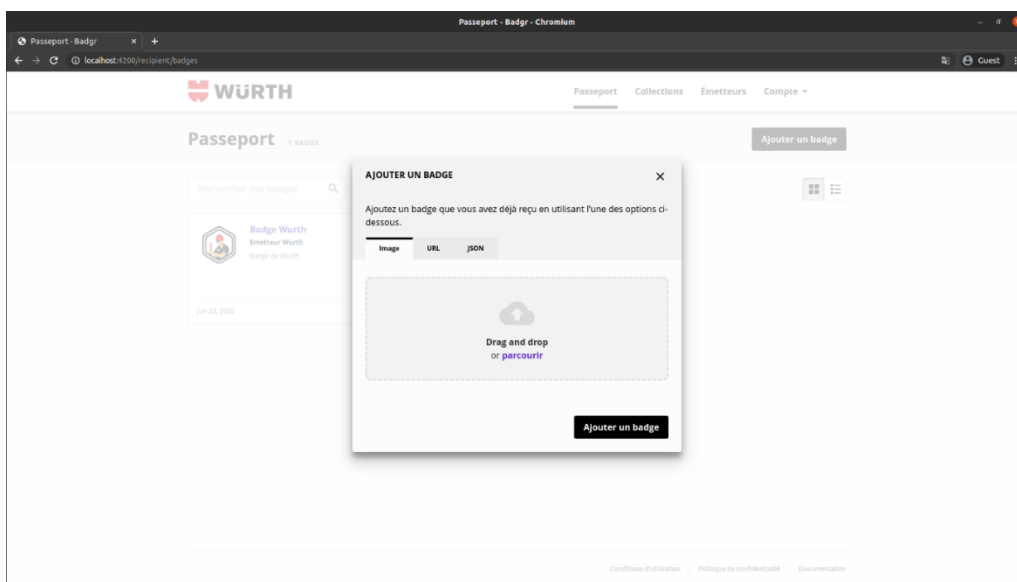 Passeport - Badgr - Chromium
Passeport - Badgr
localhost:4200/recipient/badges
Guest
WÜRTH
Passeport Collections Émetteurs Compte
Passeport 1 BADGE
Ajouter un badge
Rechercher des badges
Badge Wurth
Emetteur Wurth
Badge de Wurth
Jun 23, 2020
AJOUTER UN BADGE
Ajoutez un badge que vous avez déjà reçu en utilisant l'une des options ci-
dessous.
Image URL JSON
Drag and drop
or parcourir
Ajouter un badge
Conditions d'utilisation Politique de confidentialité Documentation